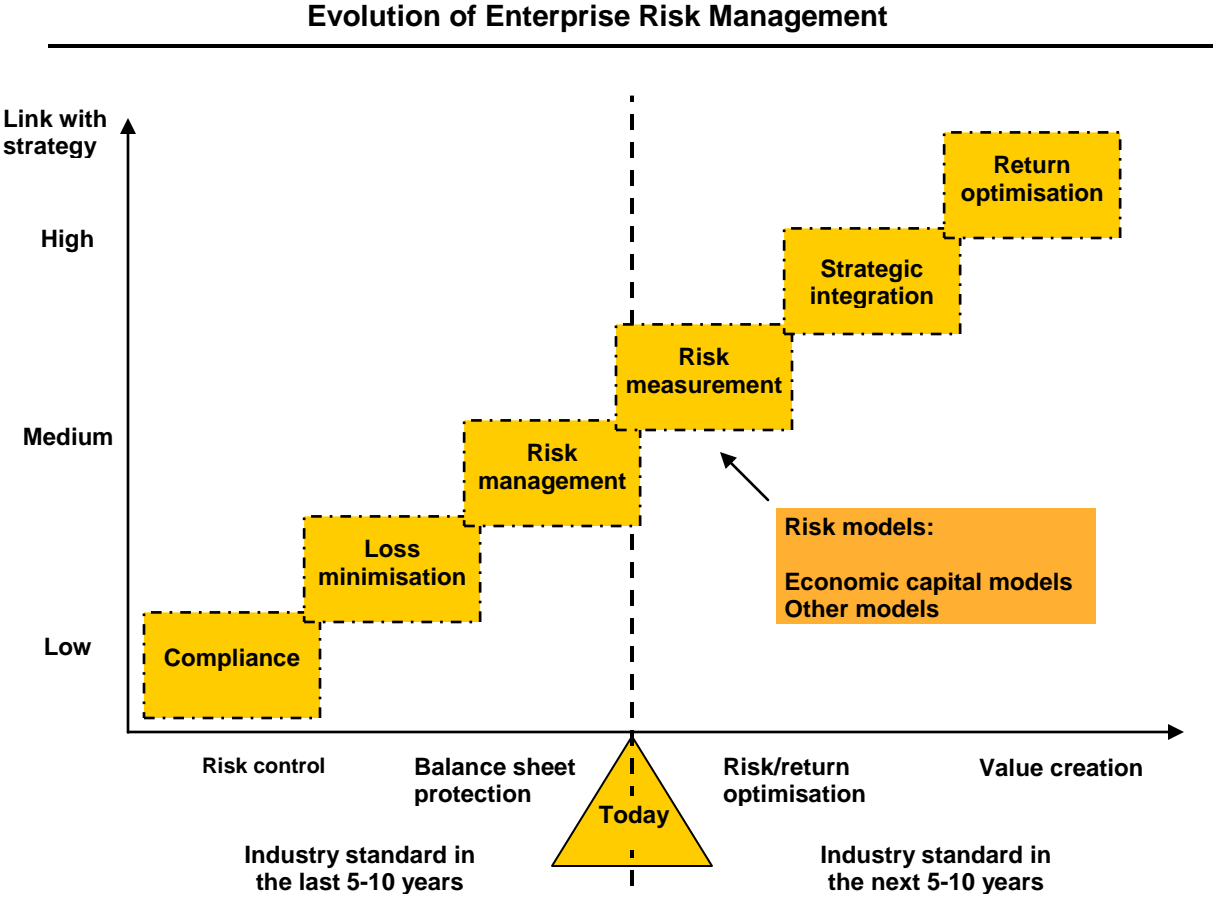 Evolution of Enterprise Risk Management
Link with
strategy
Return
optimisation
High
Strategic
integration
Risk
measurement
Medium
Risk
management
Risk models:
Economic capital models
Other models
Loss
minimisation
Low
Compliance
Risk control
Balance sheet
protection
Risk/return
optimisation
Value creation
Today
Industry standard in
the last 5-10 years
Industry standard in
the next 5-10 years